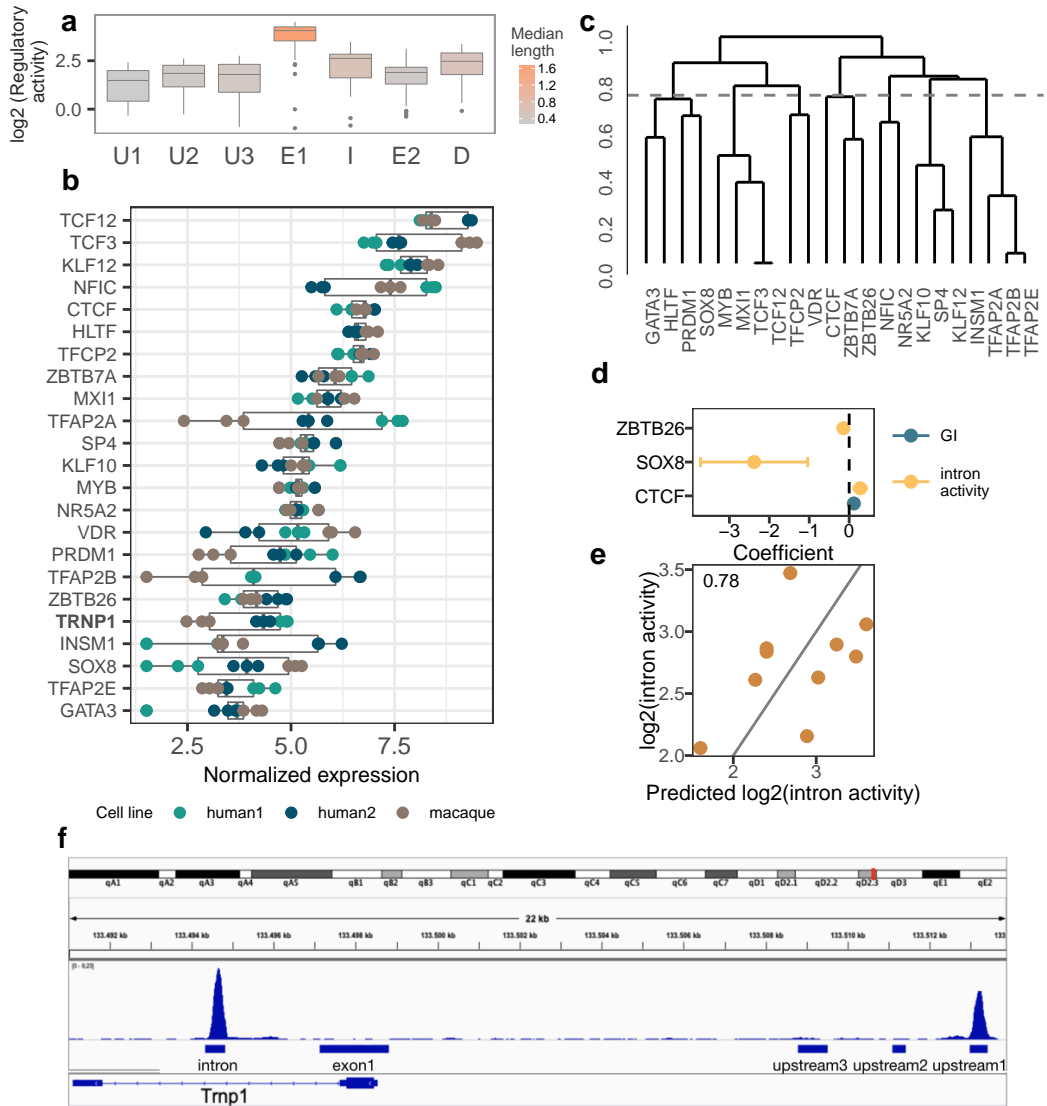 a
log2 (Regulatory
activity)
2.5
0.0
U1 U2 U3 E1 I E2 D
Median
length
1.6
1.2
0.8
0.4
b
TCF12
TCF3
KLF12
NFIC
CTCF
HLTF
TFCP2
ZBTB7A
MXI1
TFAP2A
SP4
KLF10
MYB
NR5A2
VDR
PRDM1
TFAP2B
ZBTB26
TRNP1
INSM1
SOX8
TFAP2E
GATA3
2.5 5.0 7.5
Normalized expression
Cell line human1 human2 macaque
c
1.0
0.8
0.6
0.4
0.2
0.0
GATA3
HLTF
PRDM1
SOX8
MYB
MXI1
TCF3
TCF12
TFCP2
VDR
CTCF
ZBTB7A
ZBTB26
NFIC
NR5A2
KLF10
SP4
KLF12
INSM1
TFAP2A
TFAP2B
TFAP2E
d
ZBTB26
SOX8
CTCF
−3 −2 −1 0
Coefficient
GI
intron
activity
e
0.78
log2(intron activity)
3.5
3.0
2.5
2.0
2 3
Predicted log2(intron activity)
f
qA1 qA2 qA3 qA4 qA5 qB1 qB2 qB3 qC1 qC2 qC3 qC4 qC5 qC6 qC7 qD1 qD2.1 qD2.2 qD2.3 qD3 qE1 qE2
22 kb
133.492 kb 133.494 kb 133.496 kb 133.498 kb 133.500 kb 133.502 kb 133.504 kb 133.506 kb 133.508 kb 133.510 kb 133.512 kb 133
[0 - 9,23]
intron exon1 upstream3 upstream2 upstream1
Trnp1